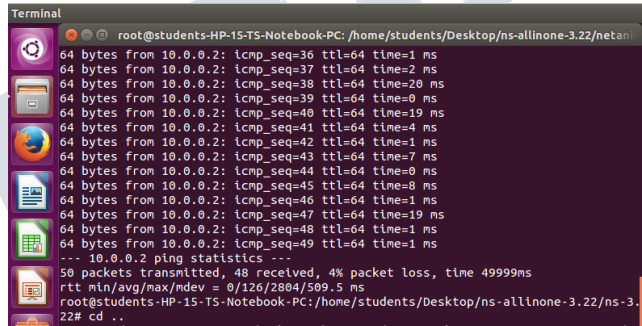 Terminal
root@students-HP-15-TS-Notebook-PC: /home/students/Desktop/ns-allinone-3.22/netani
64 bytes from 10.0.0.2: icmp_seq=36 ttl=64 time=1 ms
64 bytes from 10.0.0.2: icmp_seq=37 ttl=64 time=2 ms
64 bytes from 10.0.0.2: icmp_seq=38 ttl=64 time=20 ms
64 bytes from 10.0.0.2: icmp_seq=39 ttl=64 time=0 ms
64 bytes from 10.0.0.2: icmp_seq=40 ttl=64 time=19 ms
64 bytes from 10.0.0.2: icmp_seq=41 ttl=64 time=4 ms
64 bytes from 10.0.0.2: icmp_seq=42 ttl=64 time=1 ms
64 bytes from 10.0.0.2: icmp_seq=43 ttl=64 time=7 ms
64 bytes from 10.0.0.2: icmp_seq=44 ttl=64 time=0 ms
64 bytes from 10.0.0.2: icmp_seq=45 ttl=64 time=8 ms
64 bytes from 10.0.0.2: icmp_seq=46 ttl=64 time=1 ms
64 bytes from 10.0.0.2: icmp_seq=47 ttl=64 time=19 ms
64 bytes from 10.0.0.2: icmp_seq=48 ttl=64 time=1 ms
64 bytes from 10.0.0.2: icmp_seq=49 ttl=64 time=1 ms
--- 10.0.0.2 ping statistics ---
50 packets transmitted, 48 received, 4% packet loss, time 49999ms
rtt min/avg/max/mdev = 0/126/2804/509.5 ms
root@students-HP-15-TS-Notebook-PC:/home/students/Desktop/ns-allinone-3.22/ns-3.
22# cd ..